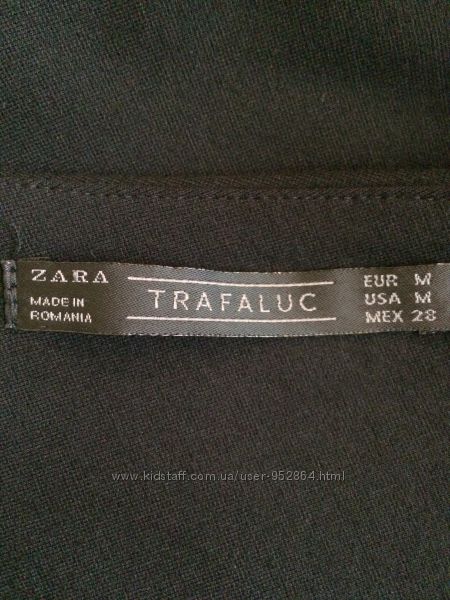 ZARA
MADE IN
ROMANIA
TRAFALUC
EUR M
USA M
MEX 28
www.kidstaff.com.ua/user-952864.html